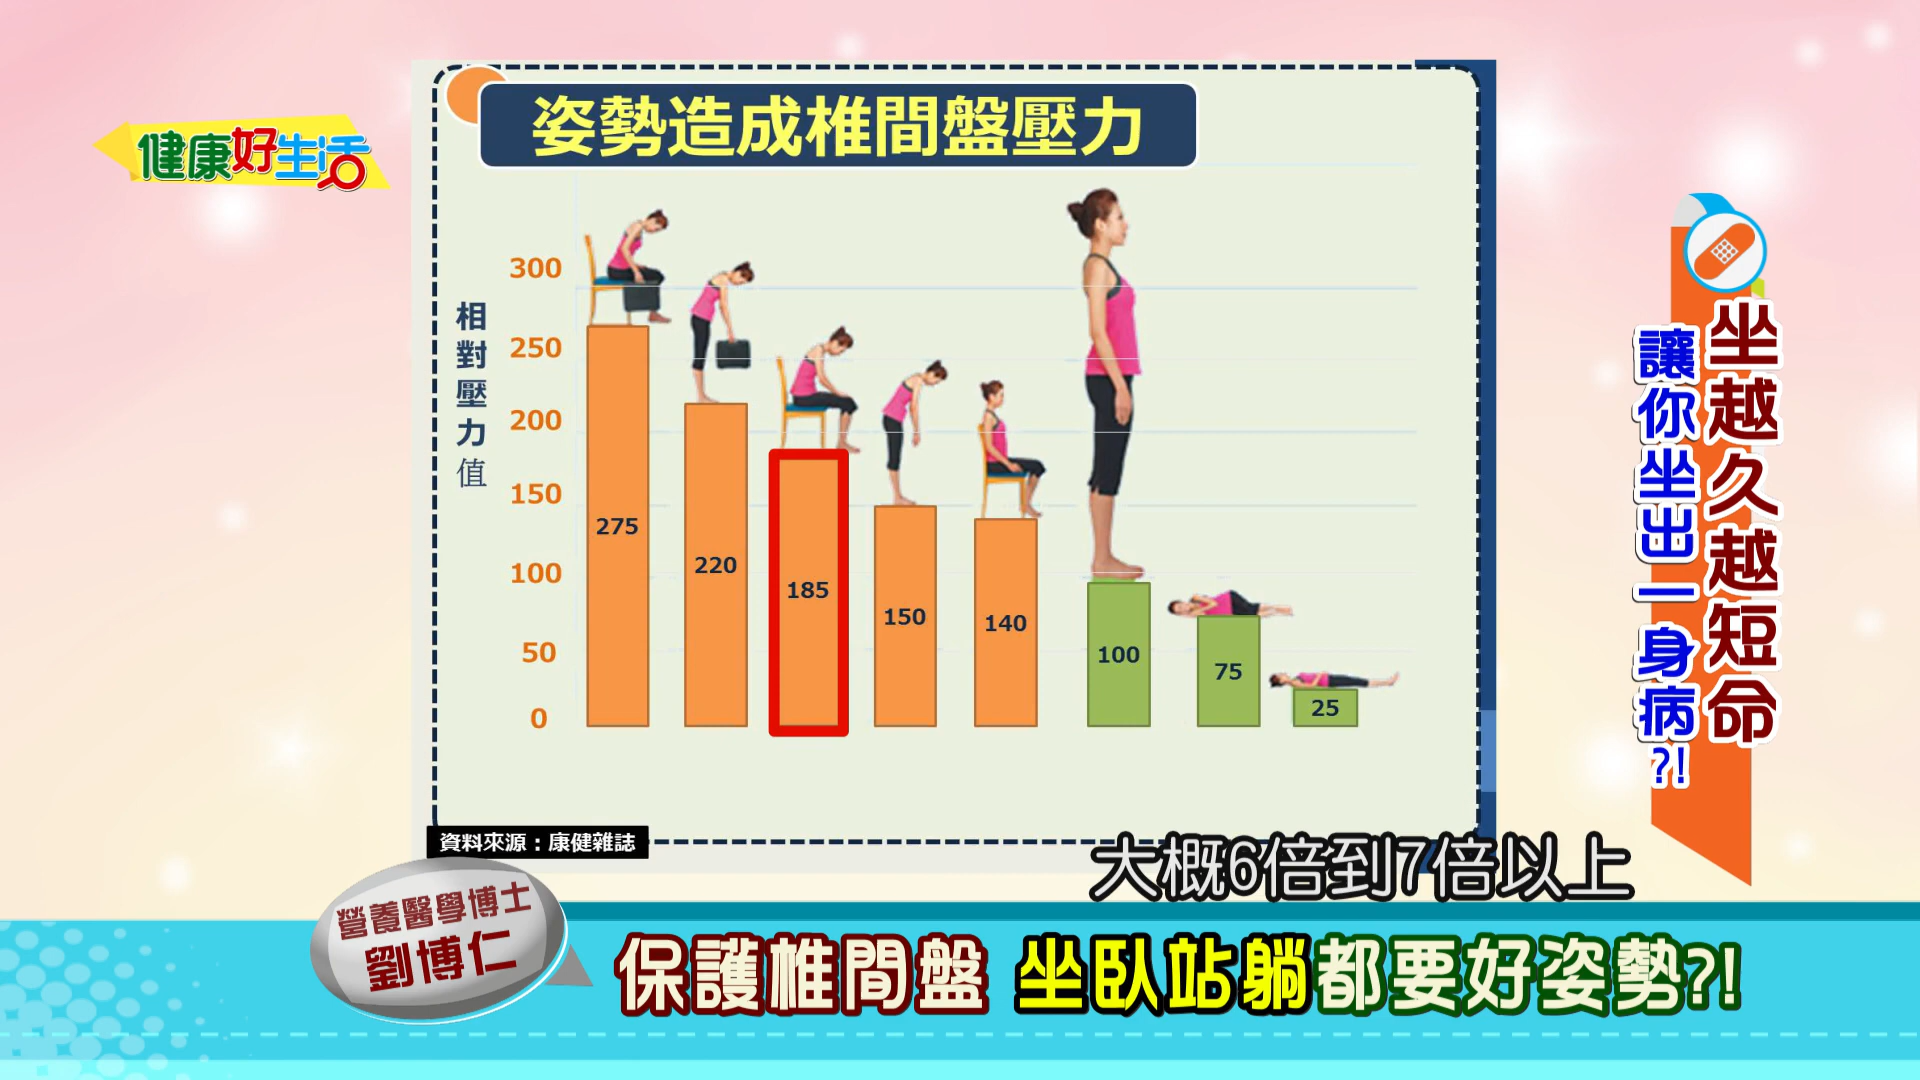 健康好生活
姿勢造成椎間盤壓力
相對壓力值
300
250
200
150
100
50
0
275
220
185
150
140
100
75
25
坐越久越短命
讓你坐出一身病?!
資料來源：康健雜誌
大概6倍到7倍以上
營養醫學博士
劉博仁
保護椎間盤 坐臥站躺都要好姿勢?!